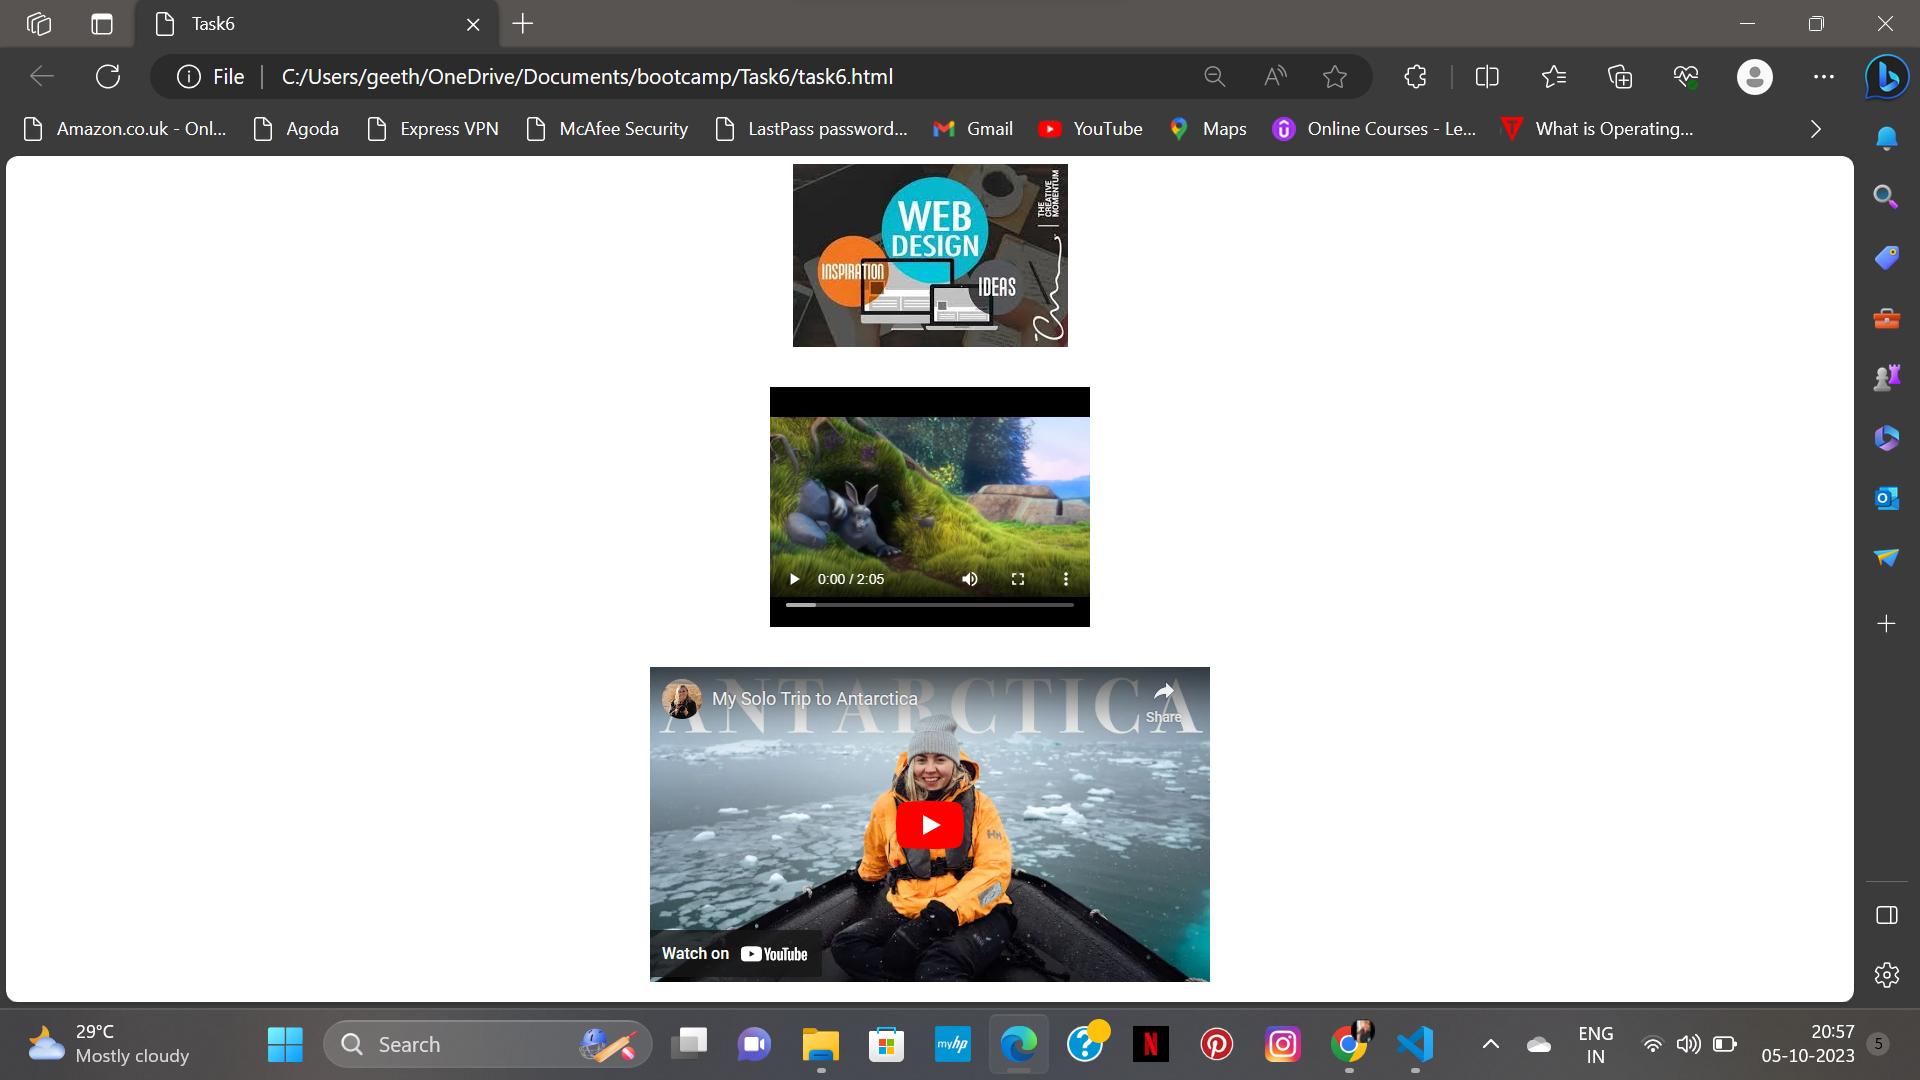 Task6
File
C:/Users/geeth/OneDrive/Documents/bootcamp/Task6/task6.html
Amazon.co.uk - Onl...
Agoda
Express VPN
McAfee Security
LastPass password...
Gmail
YouTube
Maps
Online Courses - Le...
What is Operating...
WEB
DESIGN
INSPIRATION
IDEAS
THE
CREATIVE
MOMENTUM
0:00 / 2:05
ANTARCTICA
My Solo Trip to Antarctica
Share
HH
Watch on YouTube
29°C
Mostly cloudy
Search
myhp
ENG
IN
20:57
05-10-2023
5